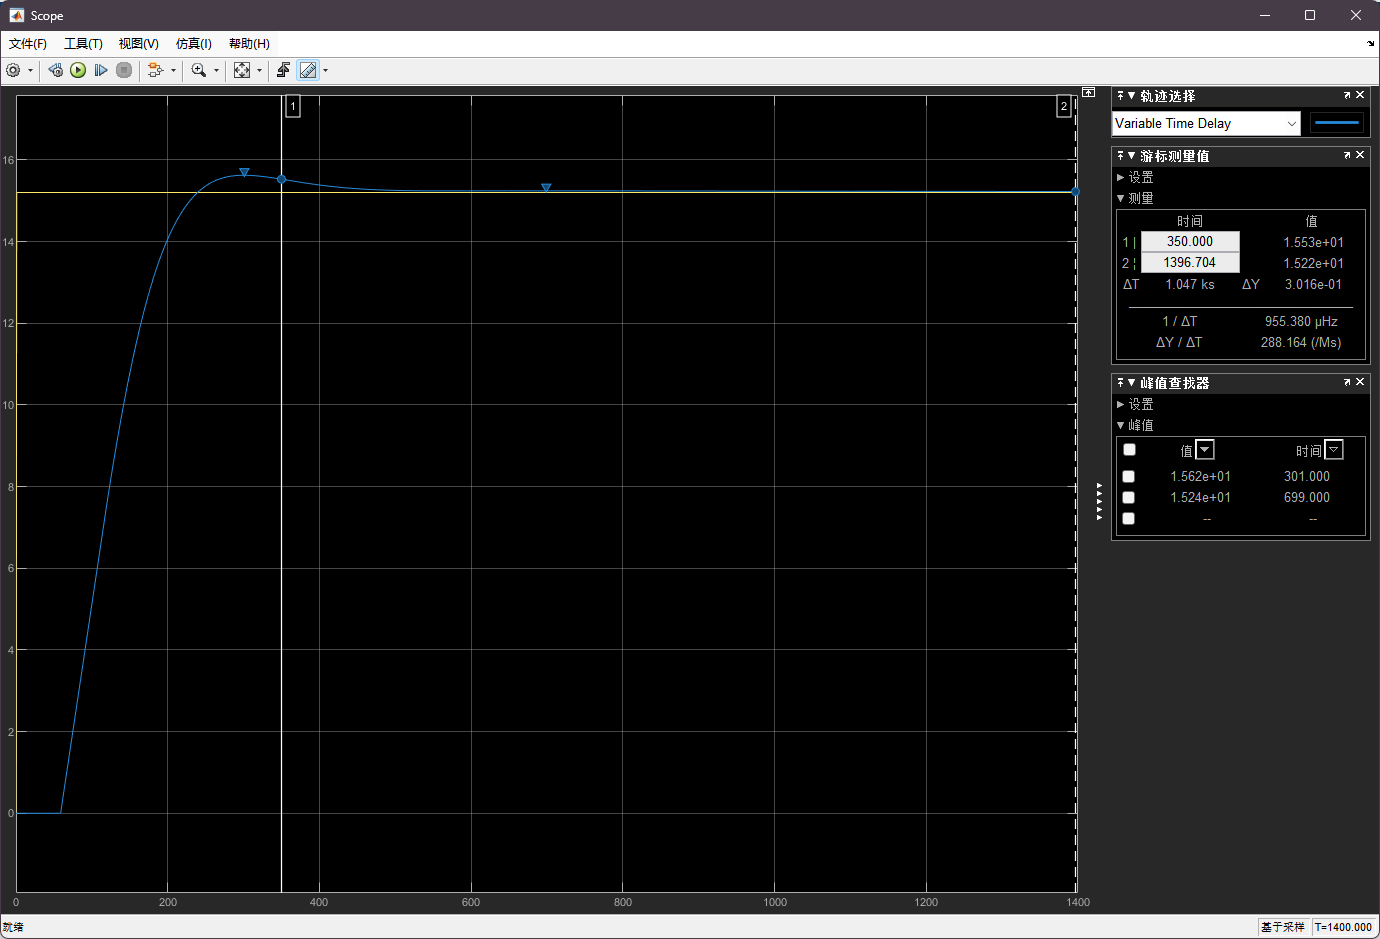 Scope
文件(F) 工具(T) 视图(V) 仿真(I) 帮助(H)
1
2
16
14
12
10
8
6
4
2
0
0 200 400 600 800 1000 1200 1400
轨迹选择
Variable Time Delay
游标测量值
设置
测量
时间 值
1 | 350.000 1.553e+01
2 ¦ 1396.704 1.522e+01
ΔT 1.047 ks ΔY 3.016e-01
1 / ΔT 955.380 µHz
ΔY / ΔT 288.164 (/Ms)
峰值查找器
设置
峰值
值 时间
1.562e+01 301.000
1.524e+01 699.000
-- --
就绪 基于采样 T=1400.000